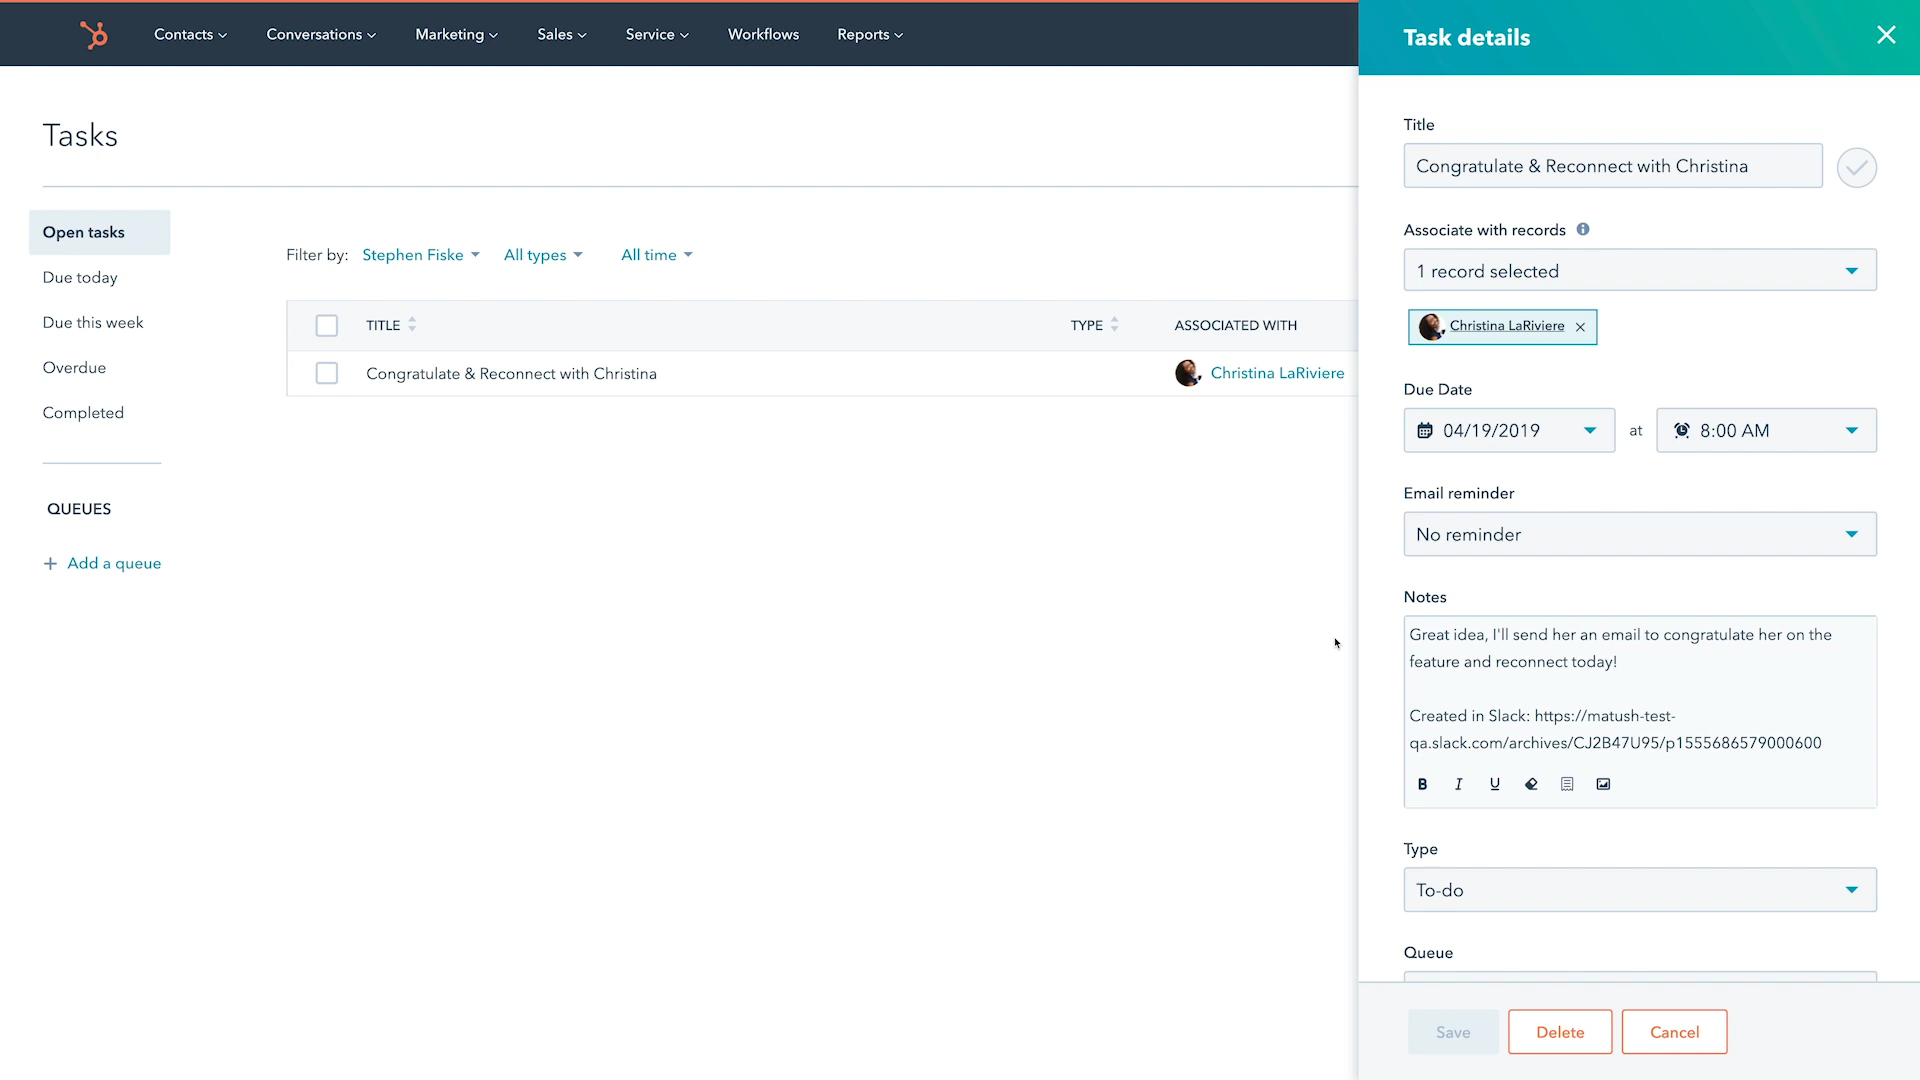 Contacts
Conversations
Marketing
Sales
Service
Workflows
Reports
Tasks
Open tasks
Due today
Due this week
Overdue
Completed
QUEUES
+ Add a queue
Filter by: Stephen Fiske All types All time
TITLE TYPE ASSOCIATED WITH
Congratulate & Reconnect with Christina Christina LaRiviere
Task details
Title
Congratulate & Reconnect with Christina
Associate with records
1 record selected
Christina LaRiviere
Due Date
04/19/2019 at 8:00 AM
Email reminder
No reminder
Notes
Great idea, I'll send her an email to congratulate her on the
feature and reconnect today!
Created in Slack: https://matush-test-
qa.slack.com/archives/CJ2B47U95/p1555686579000600
B I U
Type
To-do
Queue
Save Delete Cancel